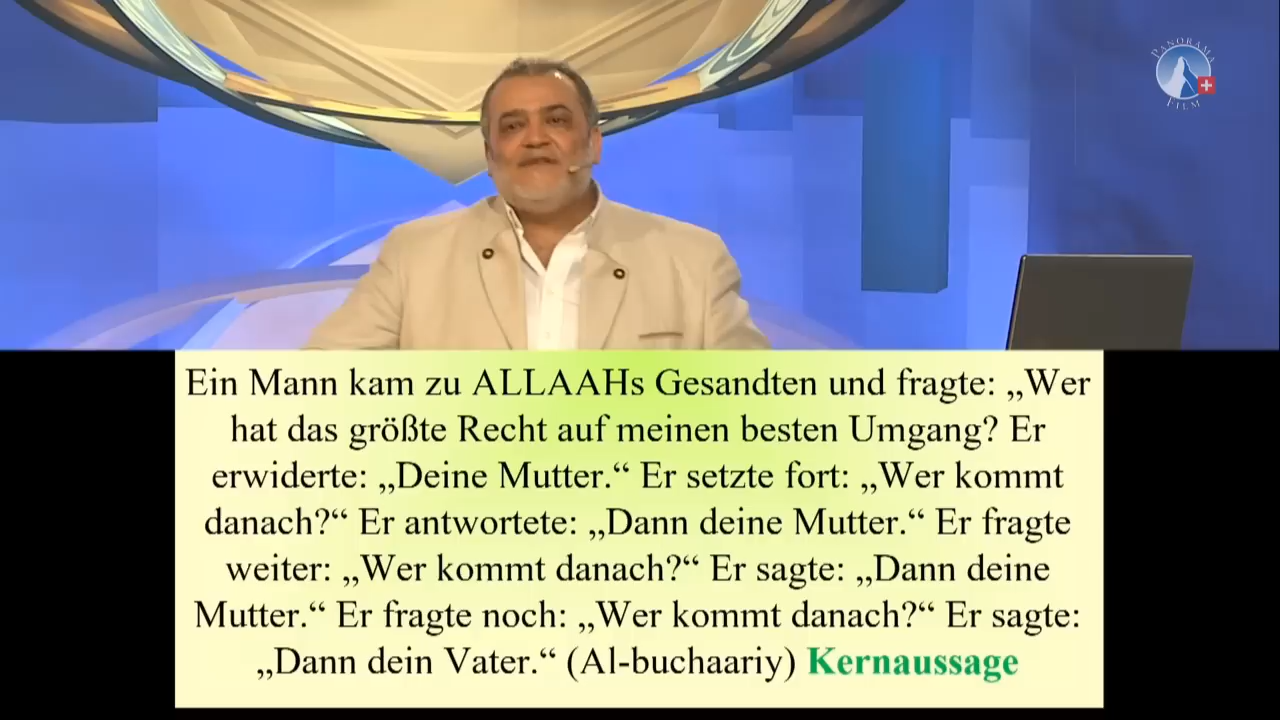 PANORAMA
FILM
Ein Mann kam zu ALLAAHs Gesandten und fragte: „Wer
hat das größte Recht auf meinen besten Umgang? Er
erwiderte: „Deine Mutter.“ Er setzte fort: „Wer kommt
danach?“ Er antwortete: „Dann deine Mutter.“ Er fragte
weiter: „Wer kommt danach?“ Er sagte: „Dann deine
Mutter.“ Er fragte noch: „Wer kommt danach?“ Er sagte:
„Dann dein Vater.“ (Al-buchaariy) Kernaussage